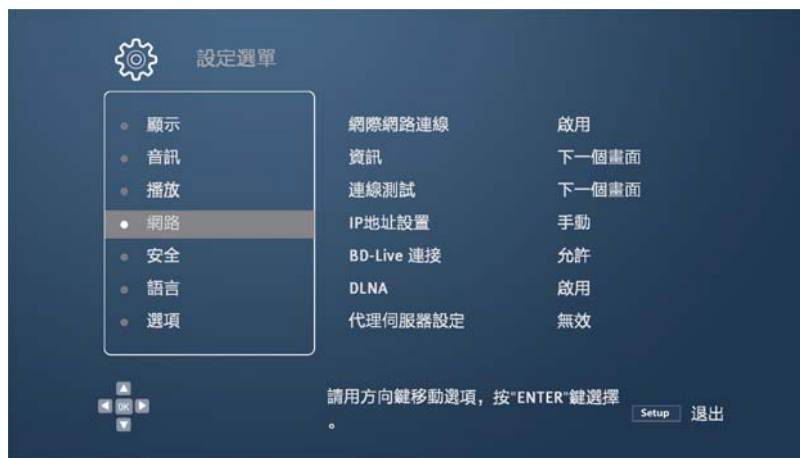 設定選單
顯示
音訊
播放
網路
安全
語言
選項
網際網路連線 啟用
資訊 下一個畫面
連線測試 下一個畫面
IP地址設置 手動
BD-Live 連接 允許
DLNA 啟用
代理伺服器設定 無效
OK
請用方向鍵移動選項，按"ENTER"鍵選擇
。
Setup 退出